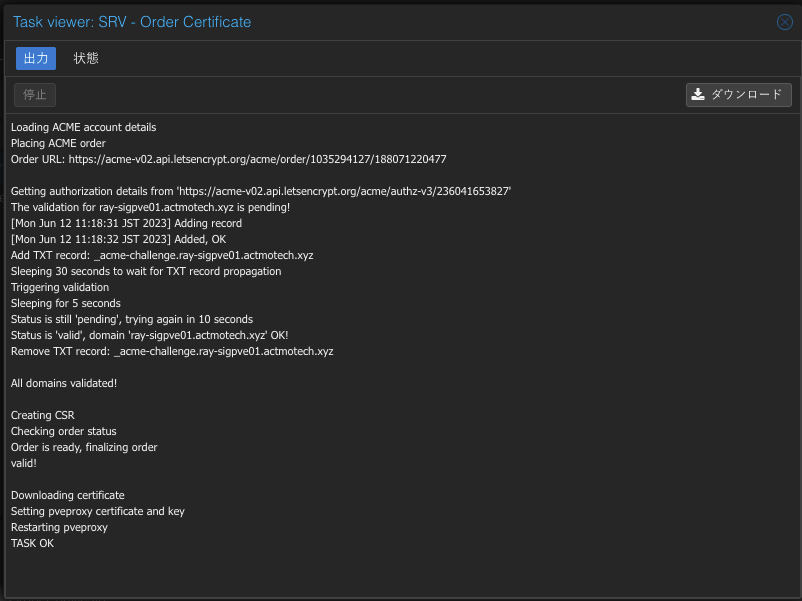 Task viewer: SRV - Order Certificate
出力 状態
停止 ダウンロード
Loading ACME account details
Placing ACME order
Order URL: https://acme-v02.api.letsencrypt.org/acme/order/1035294127/188071220477
Getting authorization details from 'https://acme-v02.api.letsencrypt.org/acme/authz-v3/236041653827'
The validation for ray-sigpve01.actmotech.xyz is pending!
[Mon Jun 12 11:18:31 JST 2023] Adding record
[Mon Jun 12 11:18:32 JST 2023] Added, OK
Add TXT record: _acme-challenge.ray-sigpve01.actmotech.xyz
Sleeping 30 seconds to wait for TXT record propagation
Triggering validation
Sleeping for 5 seconds
Status is still 'pending', trying again in 10 seconds
Status is 'valid', domain 'ray-sigpve01.actmotech.xyz' OK!
Remove TXT record: _acme-challenge.ray-sigpve01.actmotech.xyz
All domains validated!
Creating CSR
Checking order status
Order is ready, finalizing order
valid!
Downloading certificate
Setting pveproxy certificate and key
Restarting pveproxy
TASK OK